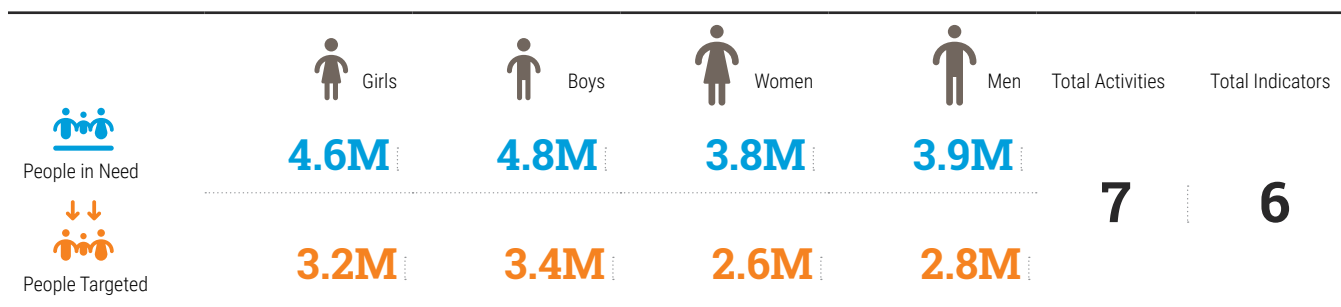 Girls
Boys
Women
Men
Total Activities
Total Indicators
People in Need
4.6M
4.8M
3.8M
3.9M
7
6
People Targeted
3.2M
3.4M
2.6M
2.8M